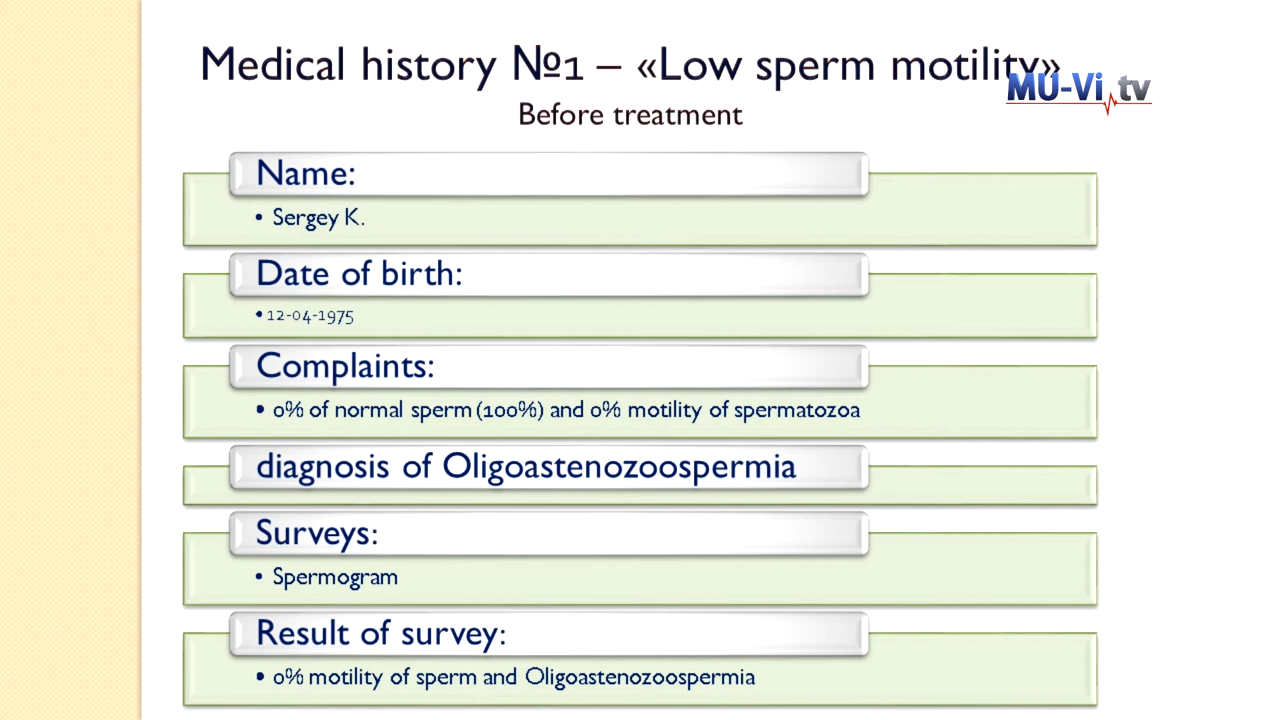 Medical history №1 – «Low sperm motility»
MU-Vi tv
Before treatment
Name:
• Sergey K.
Date of birth:
• 12-04-1975
Complaints:
• 0% of normal sperm (100%) and 0% motility of spermatozoa
diagnosis of Oligoastenozoospermia
Surveys:
• Spermogram
Result of survey:
• 0% motility of sperm and Oligoastenozoospermia